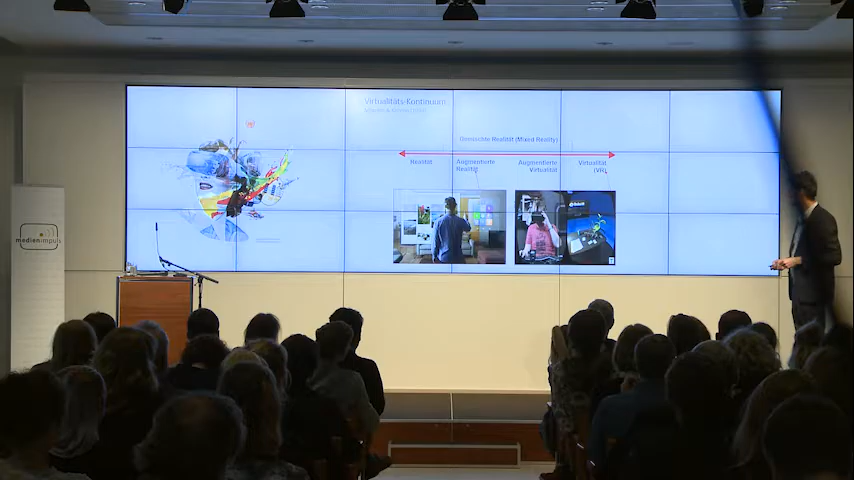 Virtualitäts-Kontinuum
Gemischte Realität (Mixed Reality)
Realität
Augmentierte
Realität
Augmentierte
Virtualität
Virtualität
(VR)
medienimpuls